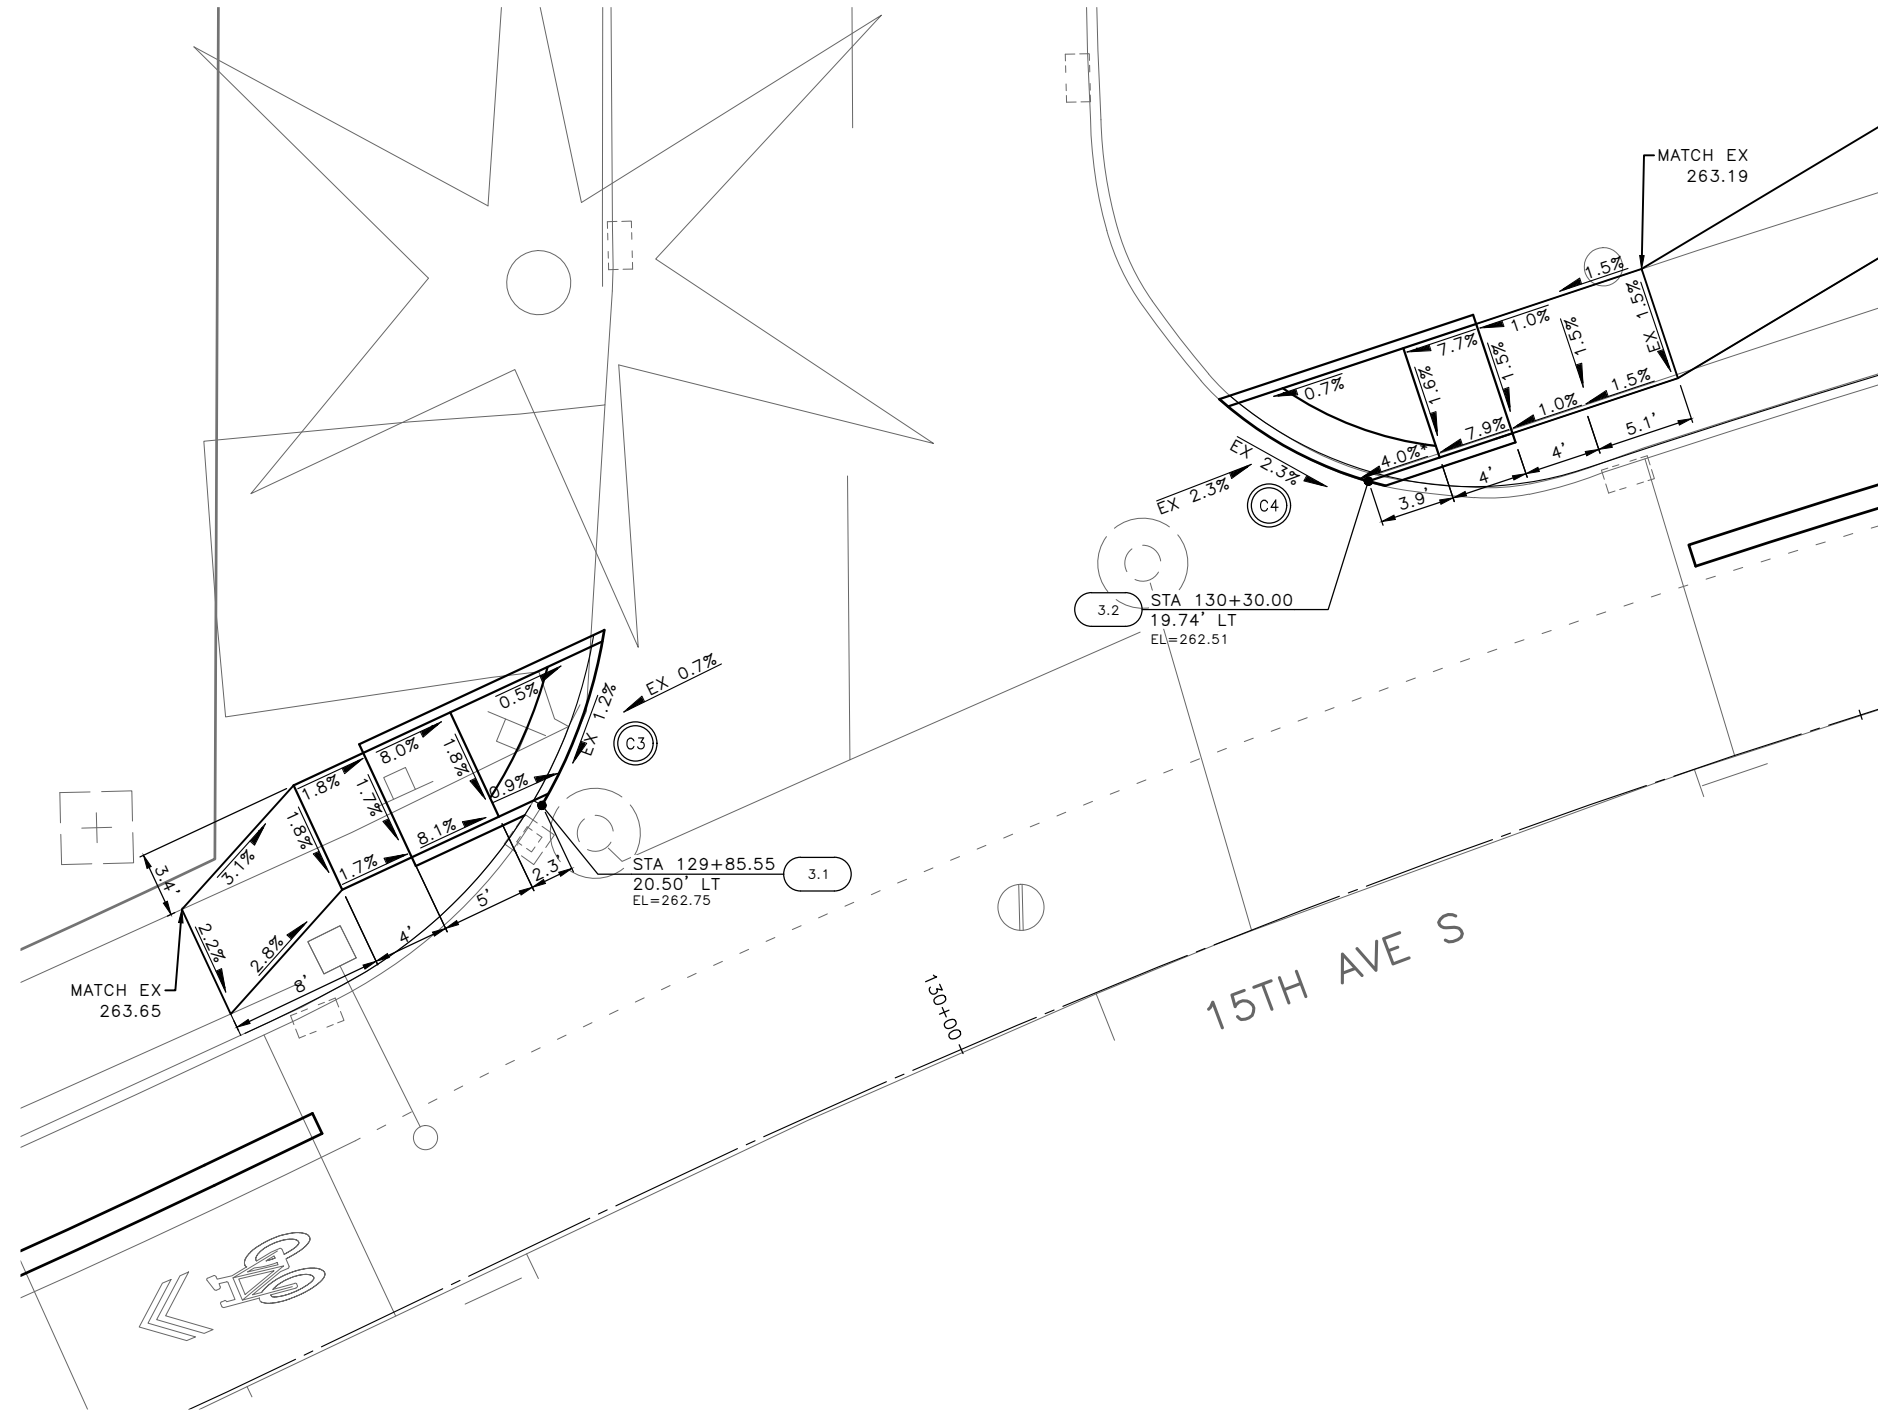 MATCH EX
263.19
1.5%
EX 1.5%
1.0%
1.5%
7.7%
1.5%
1.6%
0.7%
1.5%
1.0%
7.9%
4.0%*
5.1'
4'
4'
3.9'
EX 2.3%
EX 2.3%
C4
3.2
STA 130+30.00
19.74' LT
EL=262.51
EX 0.7%
0.5%
EX 1.2%
C3
8.0%
1.8%
0.9%
1.8%
1.7%
8.1%
1.8%
1.7%
3.1%
3.4'
2.3'
5'
4'
8'
STA 129+85.55
20.50' LT
EL=262.75
3.1
2.2%
2.8%
MATCH EX
263.65
130+00
15TH AVE S